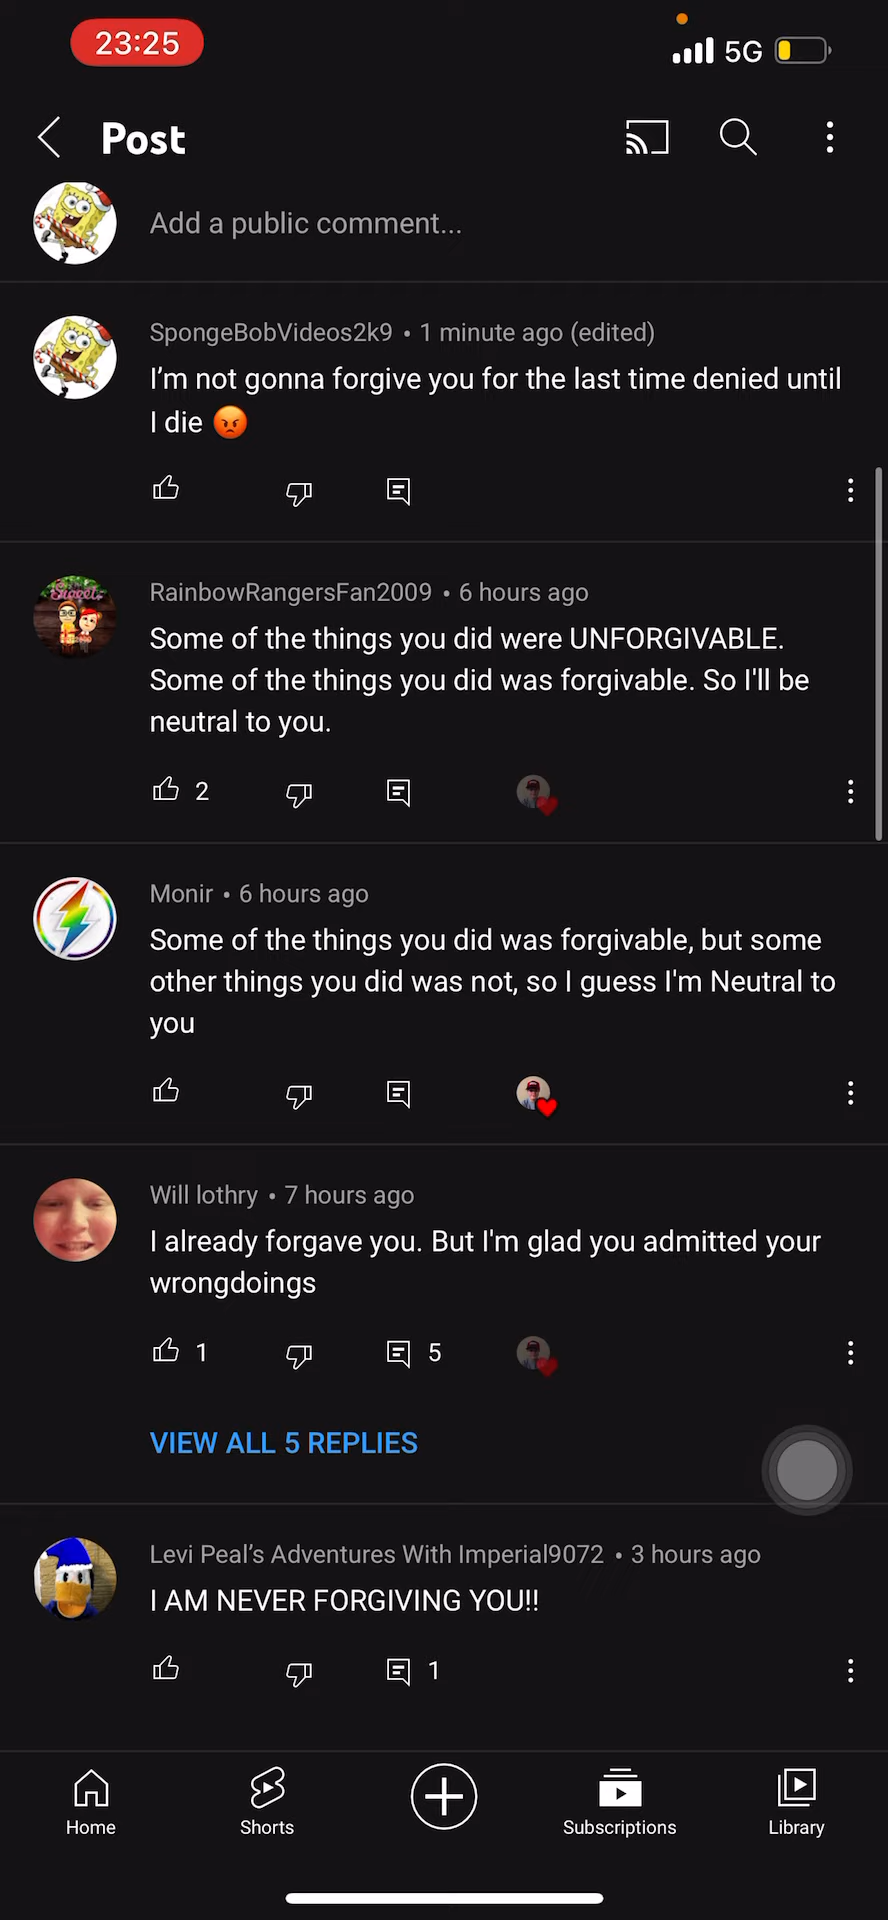 23:25
5G
Post
Add a public comment...
SpongeBobVideos2k9 • 1 minute ago (edited)
I’m not gonna forgive you for the last time denied until
I die 😡
RainbowRangersFan2009 • 6 hours ago
Some of the things you did were UNFORGIVABLE.
Some of the things you did was forgivable. So I'll be
neutral to you.
2
Monir • 6 hours ago
Some of the things you did was forgivable, but some
other things you did was not, so I guess I'm Neutral to
you
Will lothry • 7 hours ago
I already forgave you. But I'm glad you admitted your
wrongdoings
1 5
VIEW ALL 5 REPLIES
Levi Peal’s Adventures With Imperial9072 • 3 hours ago
I AM NEVER FORGIVING YOU!!
1
Home Shorts Subscriptions Library